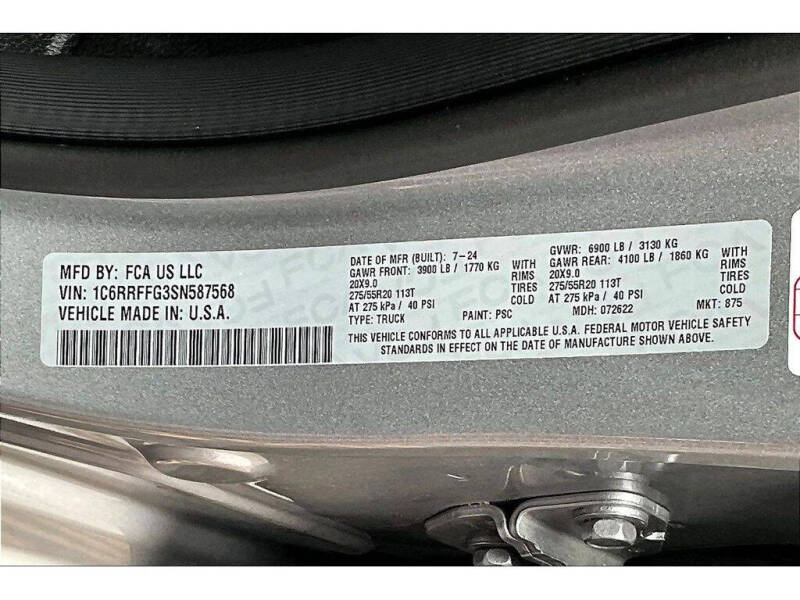 MFD BY: FCA US LLC
VIN: 1C6RRFFG3SN587568
VEHICLE MADE IN: U.S.A.
DATE OF MFR (BUILT): 7-24 GVWR: 6900 LB / 3130 KG
GAWR FRONT: 3900 LB / 1770 KG WITH GAWR REAR: 4100 LB / 1860 KG WITH
20X9.0 RIMS 20X9.0 RIMS
275/55R20 113T TIRES 275/55R20 113T TIRES
AT 275 kPa / 40 PSI COLD AT 275 kPa / 40 PSI COLD
TYPE: TRUCK PAINT: PSC MDH: 072622 MKT: 875
THIS VEHICLE CONFORMS TO ALL APPLICABLE U.S.A. FEDERAL MOTOR VEHICLE SAFETY
STANDARDS IN EFFECT ON THE DATE OF MANUFACTURE SHOWN ABOVE.